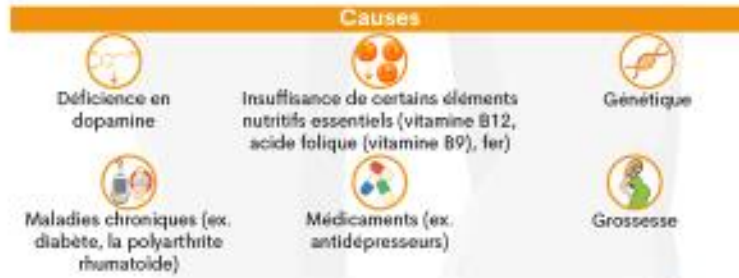 Causes
Déficience en
dopamine
Insuffisance de certains éléments
nutritifs essentiels (vitamine B12,
acide folique (vitamine B9), fer)
Génétique
Maladies chroniques (ex.
diabète, la polyarthrite
rhumatoïde)
Médicaments (ex.
antidépresseurs)
Grossesse